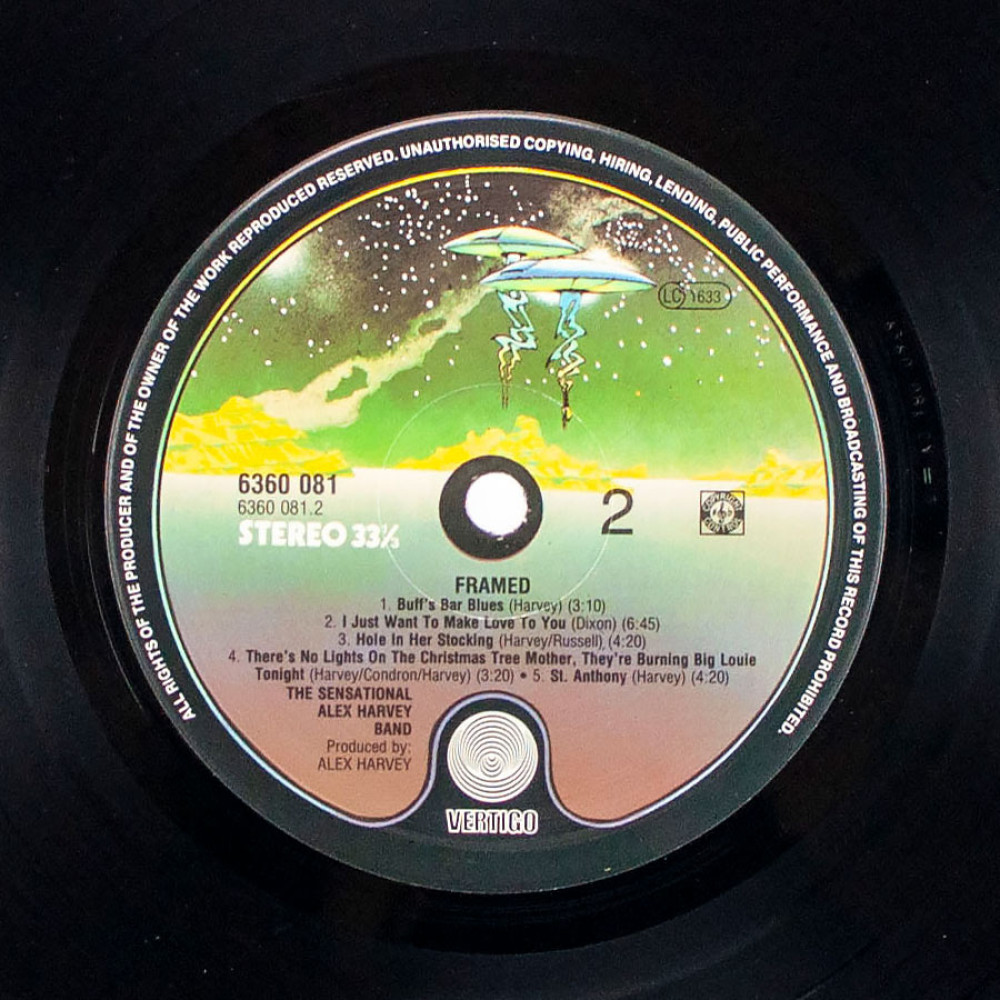 ALL RIGHTS OF THE PRODUCER AND OF THE OWNER OF THE WORK REPRODUCED RESERVED. UNAUTHORISED COPYING, HIRING, LENDING, PUBLIC PERFORMANCE AND BROADCASTING OF THIS RECORD PROHIBITED.
LC 1633
6360 081
6360 081.2
STEREO 33⅓
2
COPYRIGHT CONTROL
FRAMED
1. Buff's Bar Blues (Harvey) (3:10)
2. I Just Want To Make Love To You (Dixon) (6:45)
3. Hole In Her Stocking (Harvey/Russell) (4:20)
4. There's No Lights On The Christmas Tree Mother, They're Burning Big Louie
Tonight (Harvey/Condron/Harvey) (3:20) • 5. St. Anthony (Harvey) (4:20)
THE SENSATIONAL
ALEX HARVEY
BAND
Produced by:
ALEX HARVEY
VERTIGO